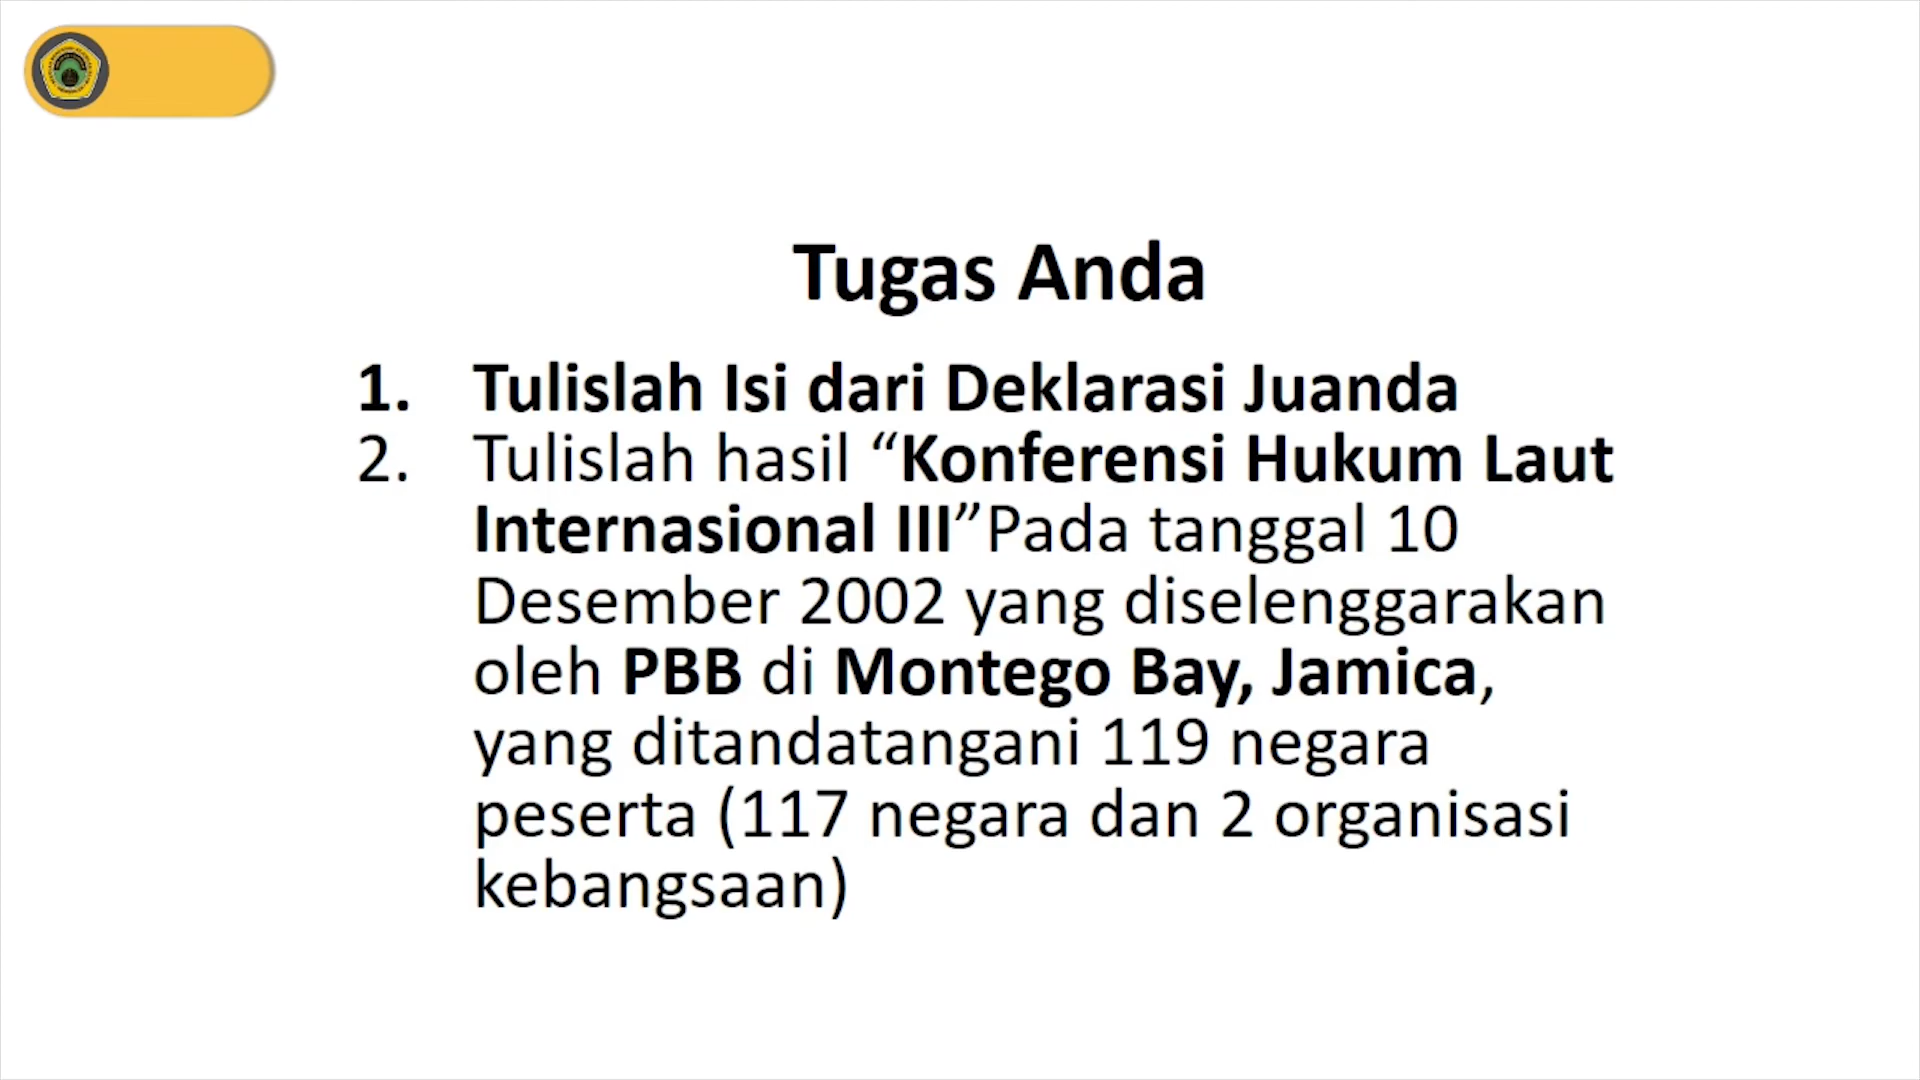 Tugas Anda
1. Tulislah Isi dari Deklarasi Juanda
2. Tulislah hasil “Konferensi Hukum Laut
Internasional III”Pada tanggal 10
Desember 2002 yang diselenggarakan
oleh PBB di Montego Bay, Jamica,
yang ditandatangani 119 negara
peserta (117 negara dan 2 organisasi
kebangsaan)